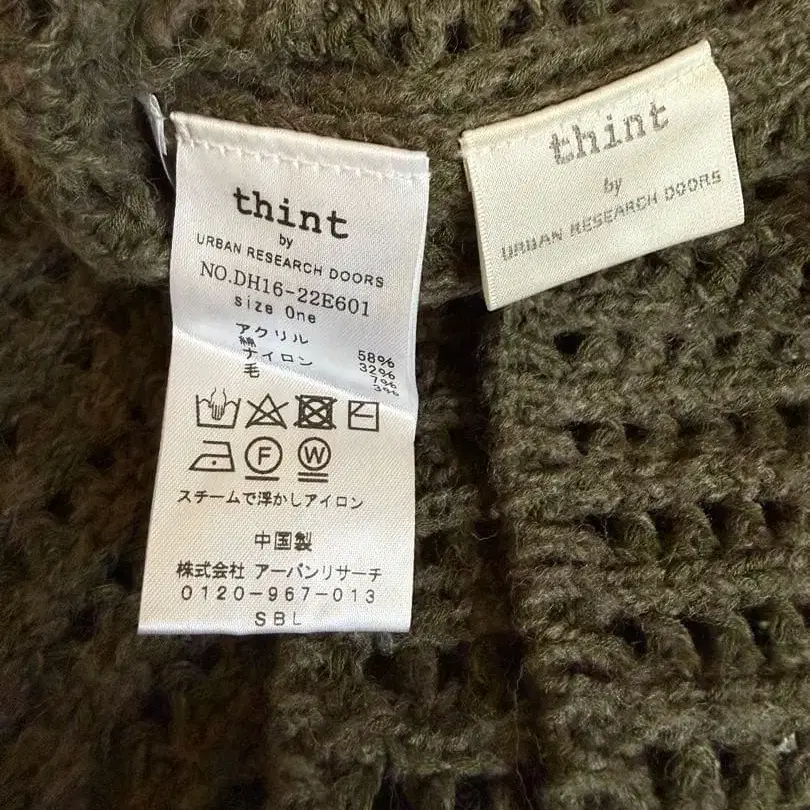 thint
by
URBAN RESEARCH DOORS
NO.DH16-22E601
size One
アクリル 58%
綿 32%
ナイロン 7%
毛 3%
F W
スチームで浮かしアイロン
中国製
株式会社 アーバンリサーチ
0120-967-013
SBL
thint
by
URBAN RESEARCH DOORS